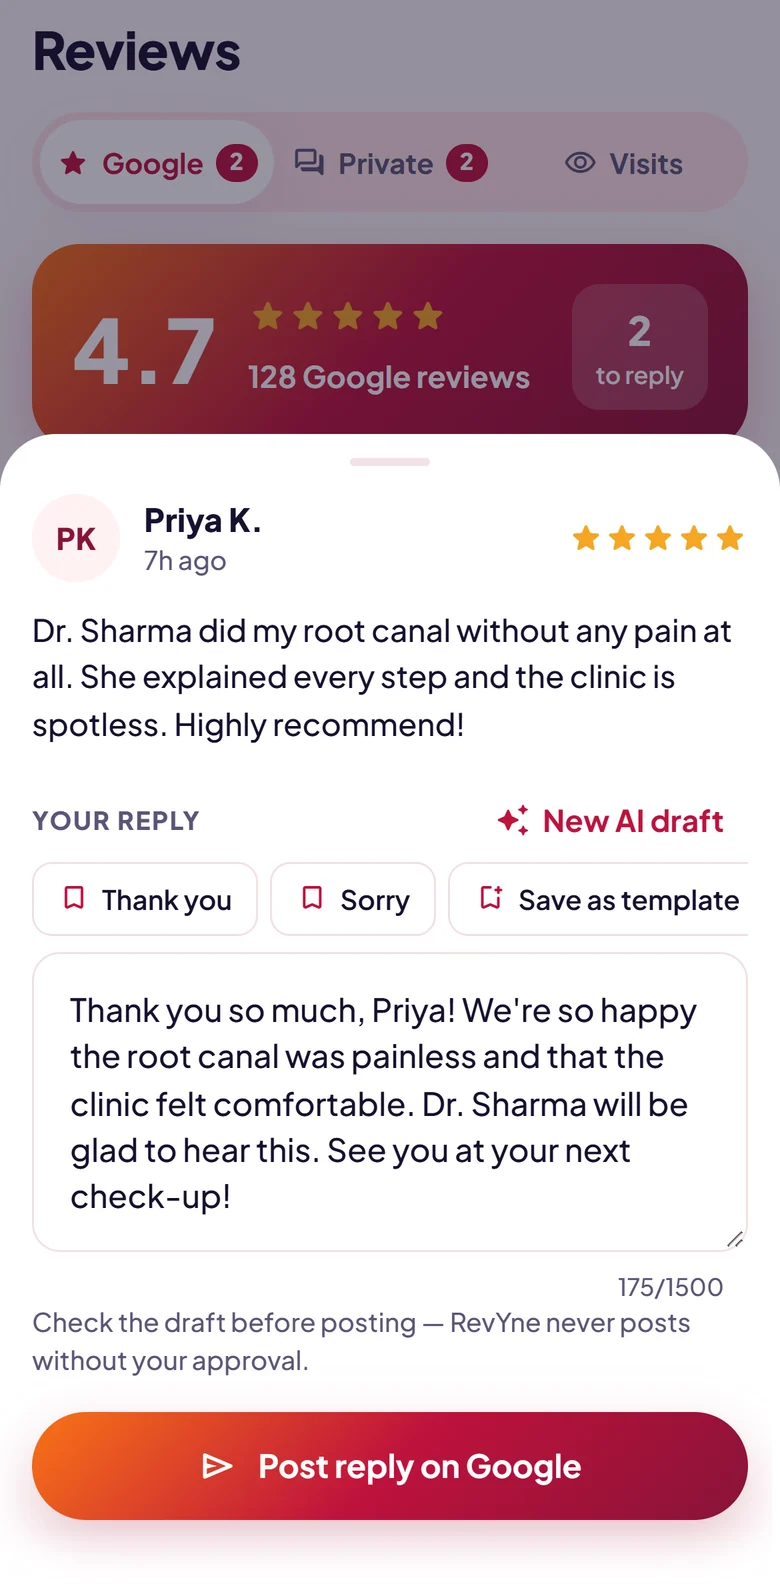 Reviews
Google 2
Private 2
Visits
4.7
128 Google reviews
2
to reply
PK
Priya K.
7h ago
Dr. Sharma did my root canal without any pain at
all. She explained every step and the clinic is
spotless. Highly recommend!
YOUR REPLY
New AI draft
Thank you
Sorry
Save as template
Thank you so much, Priya! We're so happy
the root canal was painless and that the
clinic felt comfortable. Dr. Sharma will be
glad to hear this. See you at your next
check-up!
175/1500
Check the draft before posting — RevYne never posts
without your approval.
Post reply on Google